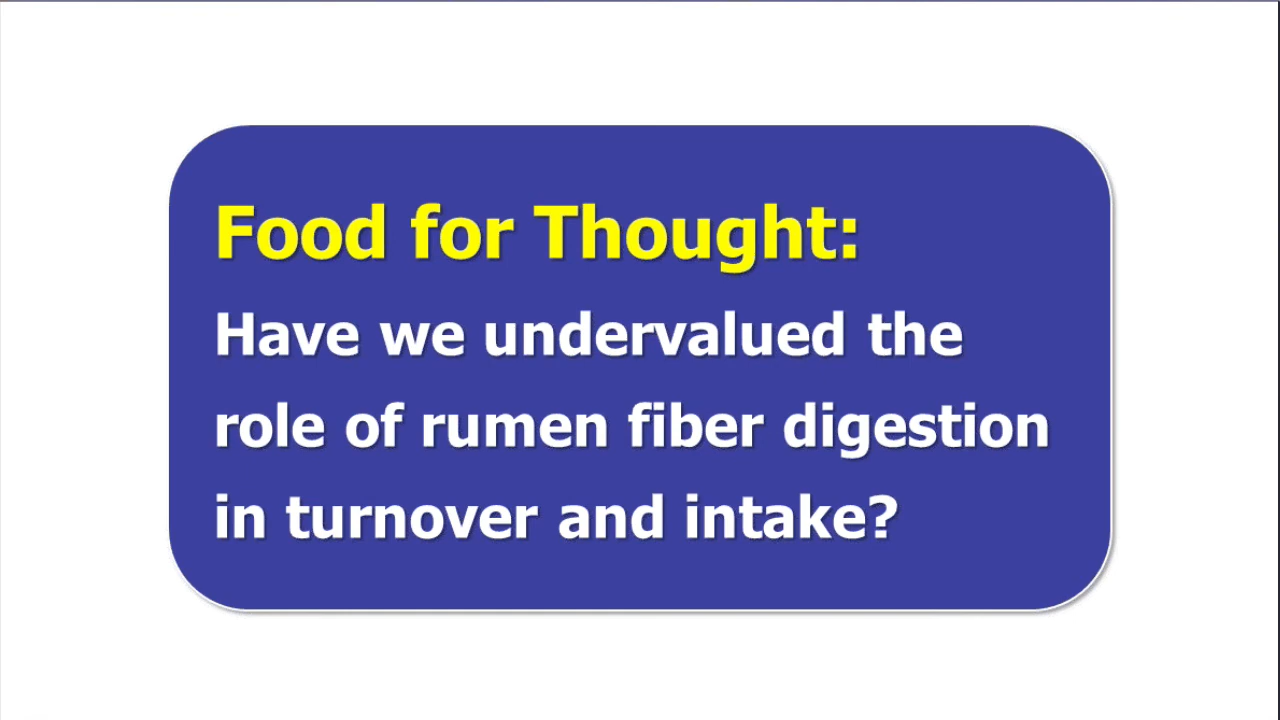 Food for Thought:
Have we undervalued the
role of rumen fiber digestion
in turnover and intake?